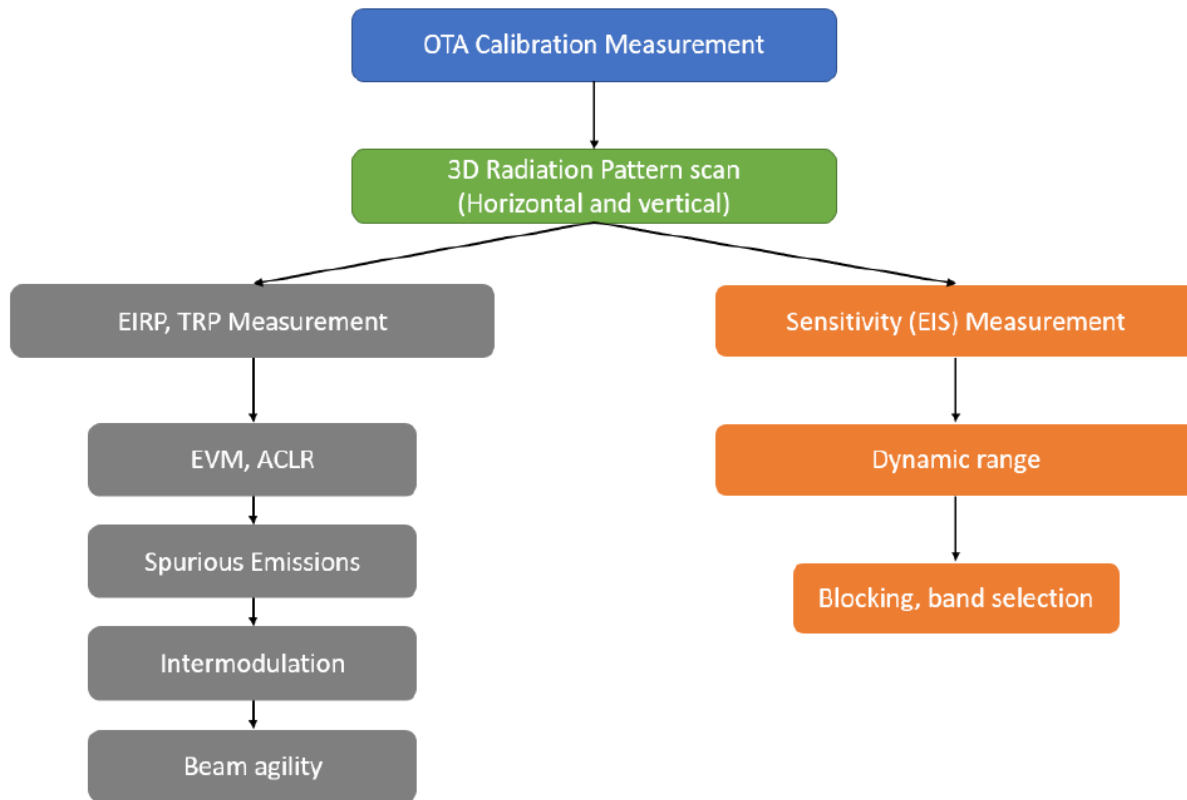 OTA Calibration Measurement
3D Radiation Pattern scan
(Horizontal and vertical)
EIRP, TRP Measurement
Sensitivity (EIS) Measurement
EVM, ACLR
Dynamic range
Spurious Emissions
Blocking, band selection
Intermodulation
Beam agility